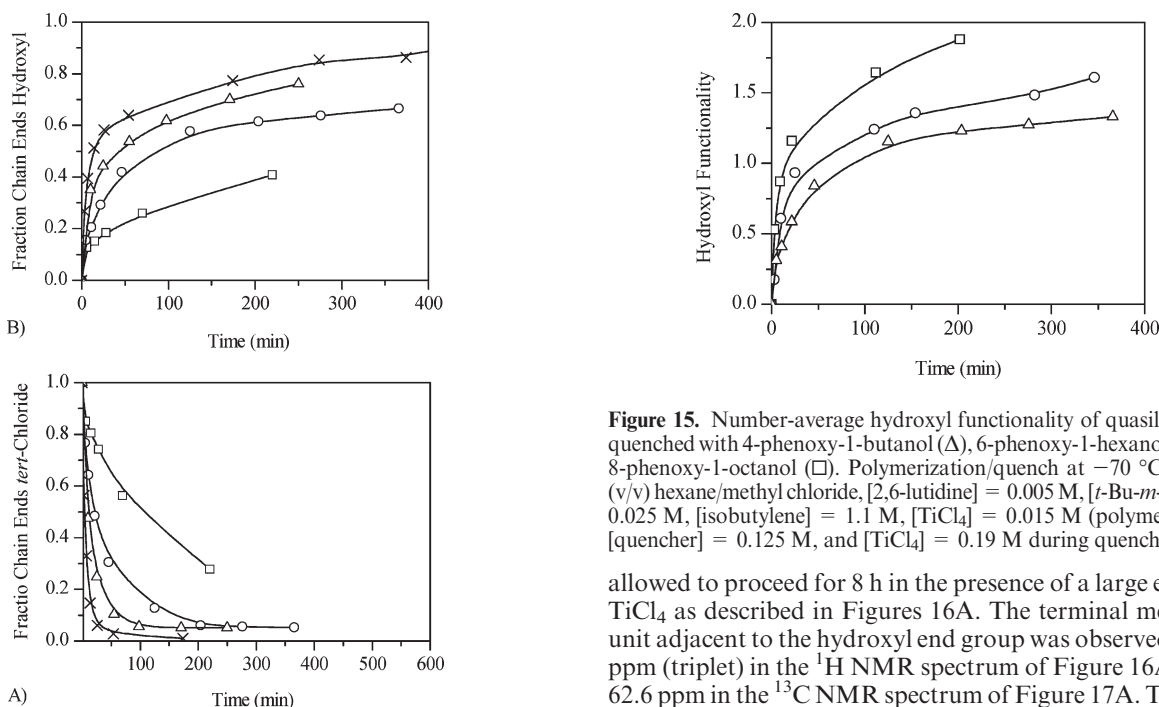 1.0
0.8
0.6
0.4
0.2
0.0
0 100 200 300 400
Fraction Chain Ends Hydroxyl
Time (min)
B)
1.0
0.8
0.6
0.4
0.2
0.0
100 200 300 400 500 600
Fractio Chain Ends tert-Chloride
Time (min)
A)
2.0
1.5
1.0
0.5
0.0
0 100 200 300 400
Hydroxyl Functionality
Time (min)
Figure 15. Number-average hydroxyl functionality of quasil
quenched with 4-phenoxy-1-butanol (Δ), 6-phenoxy-1-hexano
8-phenoxy-1-octanol (□). Polymerization/quench at −70 °C
(v/v) hexane/methyl chloride, [2,6-lutidine] = 0.005 M, [t-Bu-m-
0.025 M, [isobutylene] = 1.1 M, [TiCl4] = 0.015 M (polyme
[quencher] = 0.125 M, and [TiCl4] = 0.19 M during quench
allowed to proceed for 8 h in the presence of a large e
TiCl4 as described in Figures 16A. The terminal me
unit adjacent to the hydroxyl end group was observed
ppm (triplet) in the 1H NMR spectrum of Figure 16A
62.6 ppm in the 13C NMR spectrum of Figure 17A. T